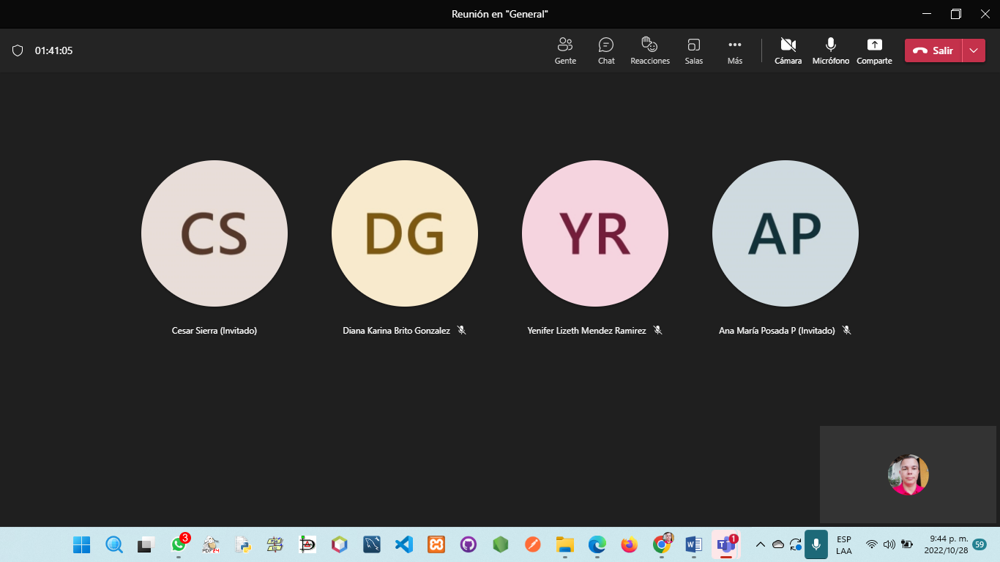 Reunión en "General"
01:41:05
Gente
Chat
Reacciones
Salas
Más
Cámara
Micrófono
Comparte
Salir
CS
DG
YR
AP
Cesar Sierra (Invitado)
Diana Karina Brito Gonzalez
Yenifer Lizeth Mendez Ramirez
Ana María Posada P (Invitado)
3
PDF24
W
T
1
ESP
LAA
9:44 p. m.
2022/10/28
59